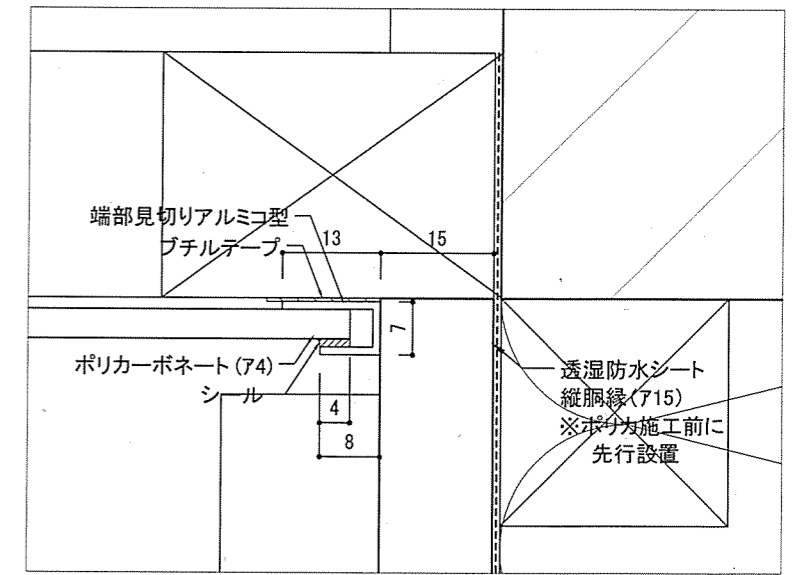 端部見切りアルミコ型
ブチルテープ
13
15
7
ポリカーボネート(ｱ4)
シール
4
8
透湿防水シート
縦胴縁(ｱ15)
※ポリカ施工前に
先行設置